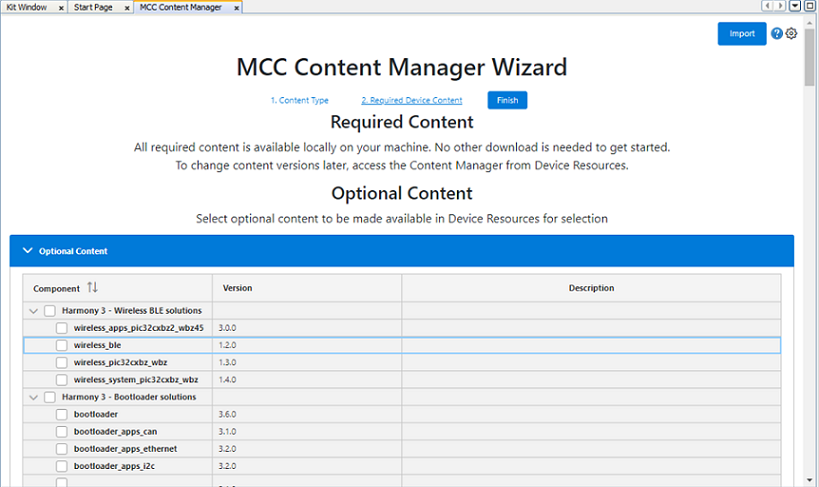 Kit Window
Start Page
MCC Content Manager
Import
MCC Content Manager Wizard
1. Content Type
2. Required Device Content
Finish
Required Content
All required content is available locally on your machine. No other download is needed to get started.
To change content versions later, access the Content Manager from Device Resources.
Optional Content
Select optional content to be made available in Device Resources for selection
Optional Content
Component Version Description
Harmony 3 - Wireless BLE solutions
wireless_apps_pic32cxbz2_wbz45 3.0.0
wireless_ble 1.2.0
wireless_pic32cxbz_wbz 1.3.0
wireless_system_pic32cxbz_wbz 1.4.0
Harmony 3 - Bootloader solutions
bootloader 3.6.0
bootloader_apps_can 3.1.0
bootloader_apps_ethernet 3.2.0
bootloader_apps_i2c 3.2.0